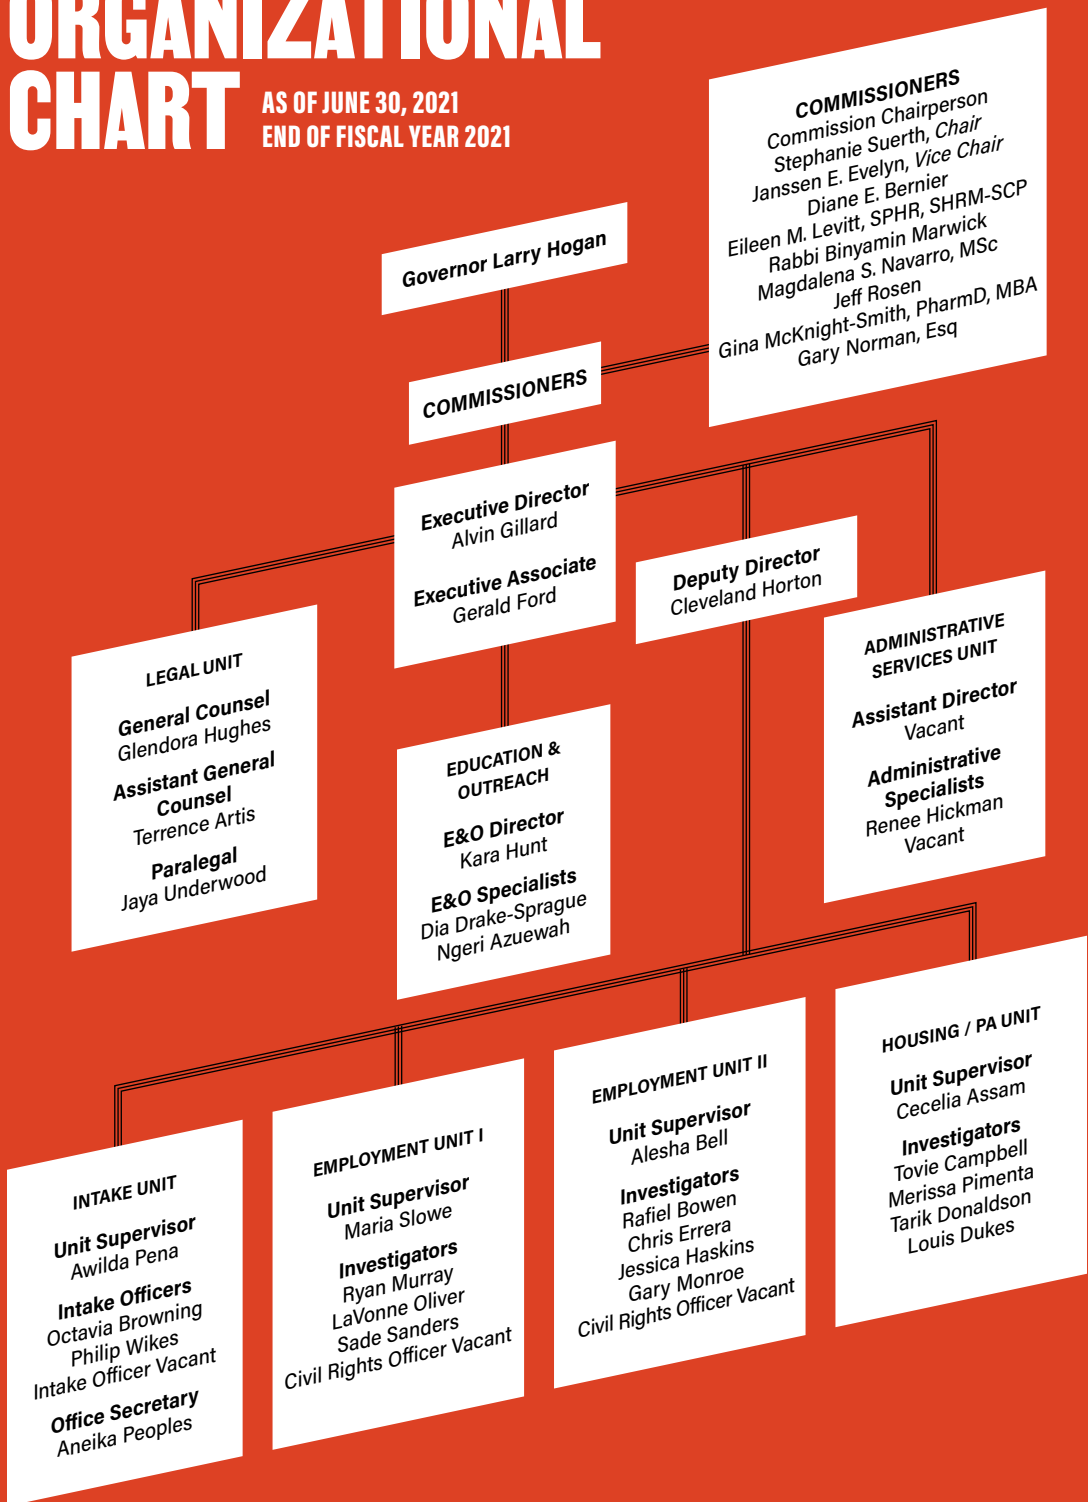 ORGANIZATIONAL
CHART
AS OF JUNE 30, 2021
END OF FISCAL YEAR 2021
COMMISSIONERS
Commission Chairperson
Stephanie Suerth, Chair
Janssen E. Evelyn, Vice Chair
Diane E. Bernier
Eileen M. Levitt, SPHR, SHRM-SCP
Rabbi Binyamin Marwick
Magdalena S. Navarro, MSc
Jeff Rosen
Gina McKnight-Smith, PharmD, MBA
Gary Norman, Esq
Governor Larry Hogan
COMMISSIONERS
Executive Director
Alvin Gillard
Executive Associate
Gerald Ford
Deputy Director
Cleveland Horton
LEGAL UNIT
General Counsel
Glendora Hughes
Assistant General
Counsel
Terrence Artis
Paralegal
Jaya Underwood
EDUCATION &
OUTREACH
E&O Director
Kara Hunt
E&O Specialists
Dia Drake-Sprague
Ngeri Azuewah
ADMINISTRATIVE
SERVICES UNIT
Assistant Director
Vacant
Administrative
Specialists
Renee Hickman
Vacant
INTAKE UNIT
Unit Supervisor
Awilda Pena
Intake Officers
Octavia Browning
Philip Wikes
Intake Officer Vacant
Office Secretary
Aneika Peoples
EMPLOYMENT UNIT I
Unit Supervisor
Maria Slowe
Investigators
Ryan Murray
LaVonne Oliver
Sade Sanders
Civil Rights Officer Vacant
EMPLOYMENT UNIT II
Unit Supervisor
Alesha Bell
Investigators
Rafiel Bowen
Chris Errera
Jessica Haskins
Gary Monroe
Civil Rights Officer Vacant
HOUSING / PA UNIT
Unit Supervisor
Cecelia Assam
Investigators
Tovie Campbell
Merissa Pimenta
Tarik Donaldson
Louis Dukes